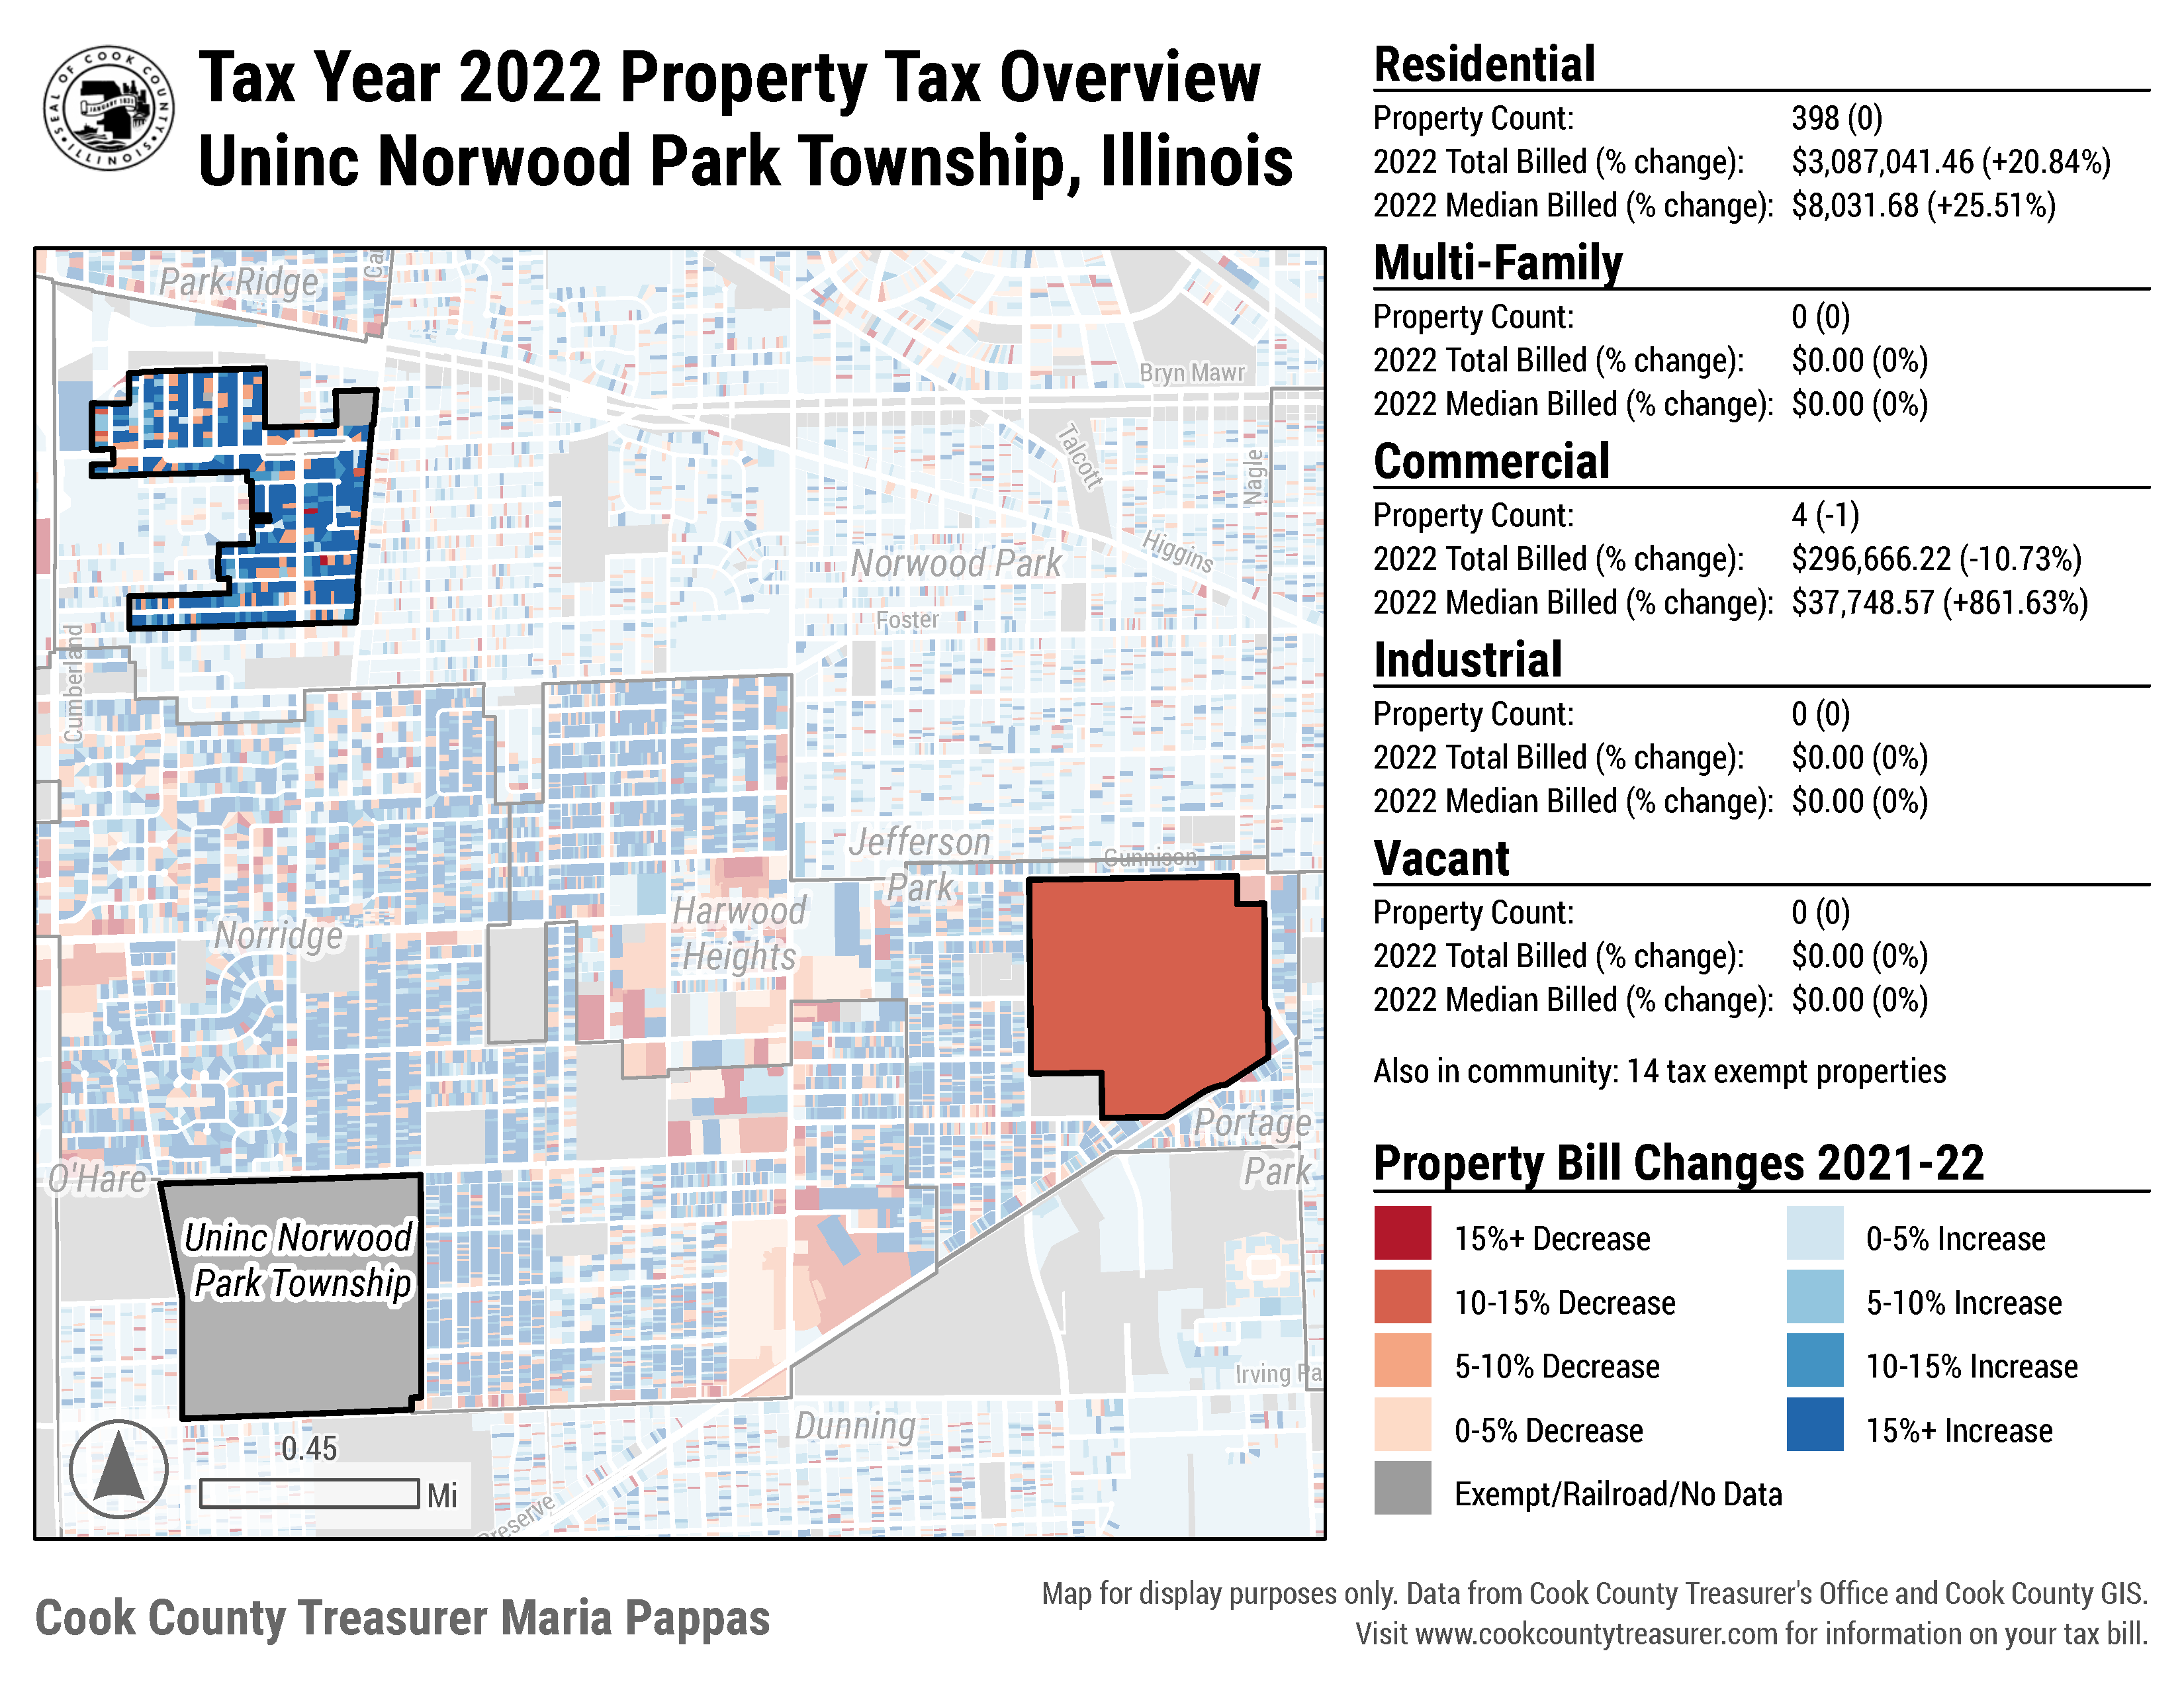 SEAL OF COOK COUNTY
ILLINOIS
JANUARY 1831
Tax Year 2022 Property Tax Overview
Uninc Norwood Park Township, Illinois
Residential
Property Count: 398 (0)
2022 Total Billed (% change): $3,087,041.46 (+20.84%)
2022 Median Billed (% change): $8,031.68 (+25.51%)
Multi-Family
Property Count: 0 (0)
2022 Total Billed (% change): $0.00 (0%)
2022 Median Billed (% change): $0.00 (0%)
Commercial
Property Count: 4 (-1)
2022 Total Billed (% change): $296,666.22 (-10.73%)
2022 Median Billed (% change): $37,748.57 (+861.63%)
Industrial
Property Count: 0 (0)
2022 Total Billed (% change): $0.00 (0%)
2022 Median Billed (% change): $0.00 (0%)
Vacant
Property Count: 0 (0)
2022 Total Billed (% change): $0.00 (0%)
2022 Median Billed (% change): $0.00 (0%)
Also in community: 14 tax exempt properties
Property Bill Changes 2021-22
15%+ Decrease
10-15% Decrease
5-10% Decrease
0-5% Decrease
Exempt/Railroad/No Data
0-5% Increase
5-10% Increase
10-15% Increase
15%+ Increase
Park Ridge
Ca
Bryn Mawr
Talcott
Nagle
Higgins
Norwood Park
Foster
Cumberland
Jefferson
Park
Gunnison
Harwood
Heights
Norridge
Portage
Park
O'Hare
Uninc Norwood
Park Township
Irving Pa
Dunning
Preserve
0.45
Mi
Cook County Treasurer Maria Pappas
Map for display purposes only. Data from Cook County Treasurer's Office and Cook County GIS.
Visit www.cookcountytreasurer.com for information on your tax bill.